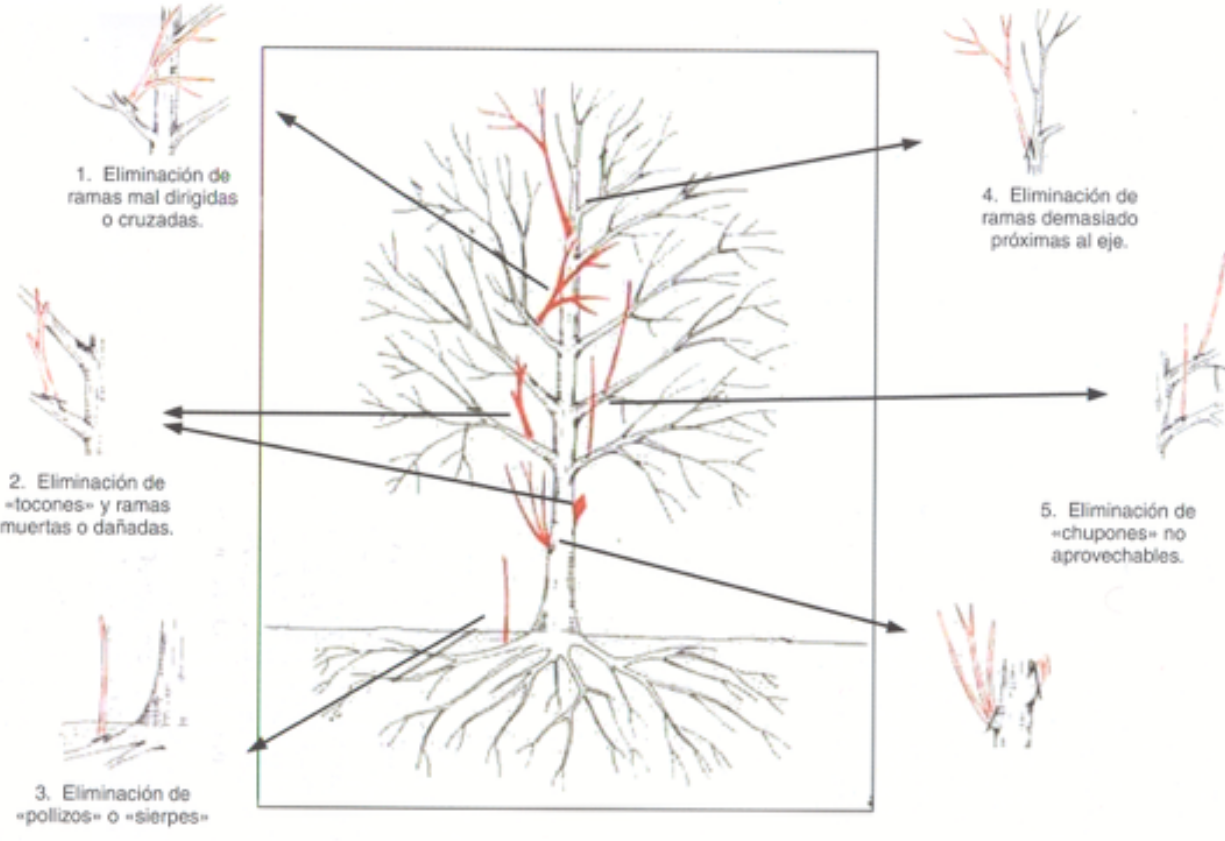 1. Eliminación de
ramas mal dirigidas
o cruzadas.
2. Eliminación de
«tocones» y ramas
muertas o dañadas.
3. Eliminación de
«pollizos» o «sierpes»
4. Eliminación de
ramas demasiado
próximas al eje.
5. Eliminación de
«chupones» no
aprovechables.